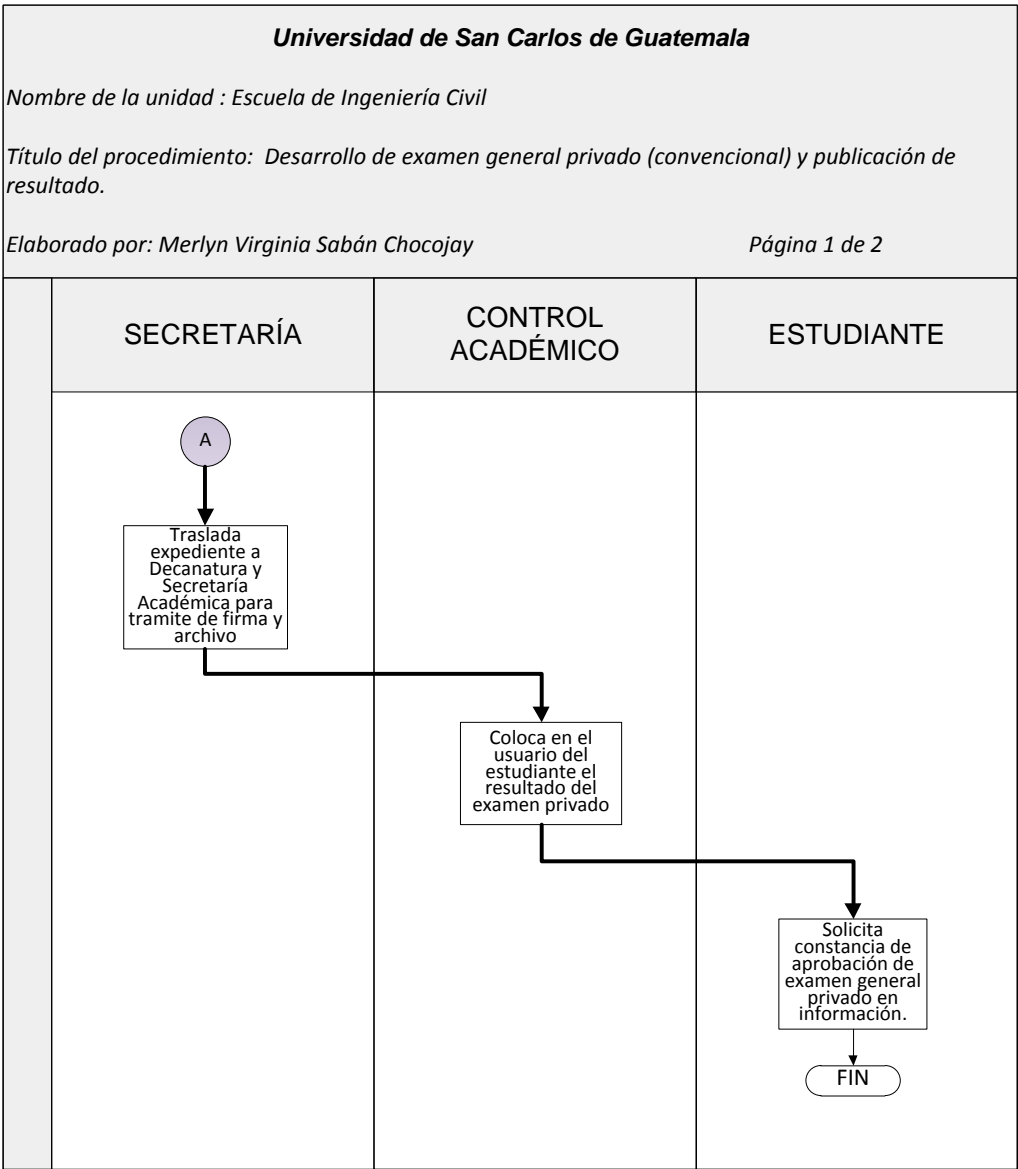 Universidad de San Carlos de Guatemala
Nombre de la unidad : Escuela de Ingeniería Civil
Título del procedimiento: Desarrollo de examen general privado (convencional) y publicación de
resultado.
Elaborado por: Merlyn Virginia Sabán Chocojay Página 1 de 2
SECRETARÍA
CONTROL
ACADÉMICO
ESTUDIANTE
A
Traslada
expediente a
Decanatura y
Secretaría
Académica para
tramite de firma y
archivo
Coloca en el
usuario del
estudiante el
resultado del
examen privado
Solicita
constancia de
aprobación de
examen general
privado en
información.
FIN